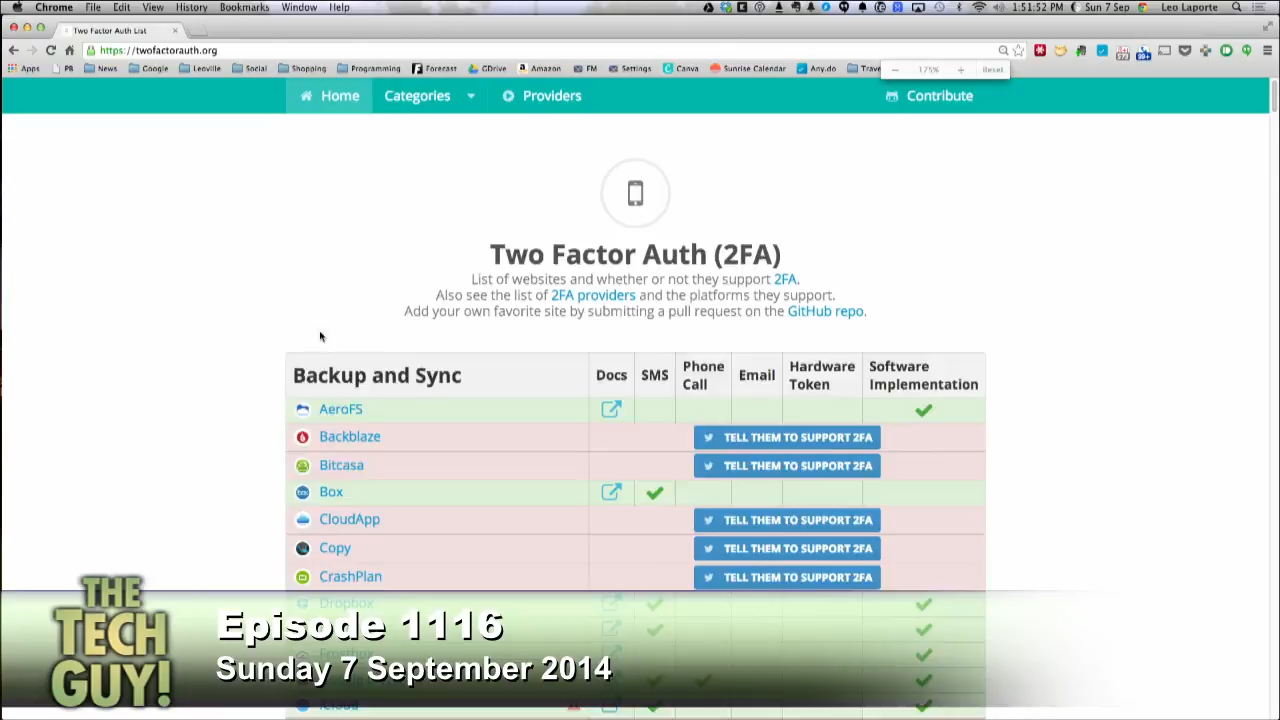 Chrome File Edit View History Bookmarks Window Help 1:51:52 PM Sun 7 Sep Leo Laporte
Two Factor Auth List
https://twofactorauth.org
Apps PB News Google Leoville Social Shopping Programming Forecast GDrive Amazon FM Settings Canva Sunrise Calendar Any.do Trave
175% Reset
Home Categories Providers Contribute
Two Factor Auth (2FA)
List of websites and whether or not they support 2FA.
Also see the list of 2FA providers and the platforms they support.
Add your own favorite site by submitting a pull request on the GitHub repo.
Backup and Sync Docs SMS Phone Call Email Hardware Token Software Implementation
AeroFS
Backblaze TELL THEM TO SUPPORT 2FA
Bitcasa TELL THEM TO SUPPORT 2FA
Box
CloudApp TELL THEM TO SUPPORT 2FA
Copy TELL THEM TO SUPPORT 2FA
CrashPlan TELL THEM TO SUPPORT 2FA
Dropbox
iCloud
THE TECH GUY!
Episode 1116
Sunday 7 September 2014